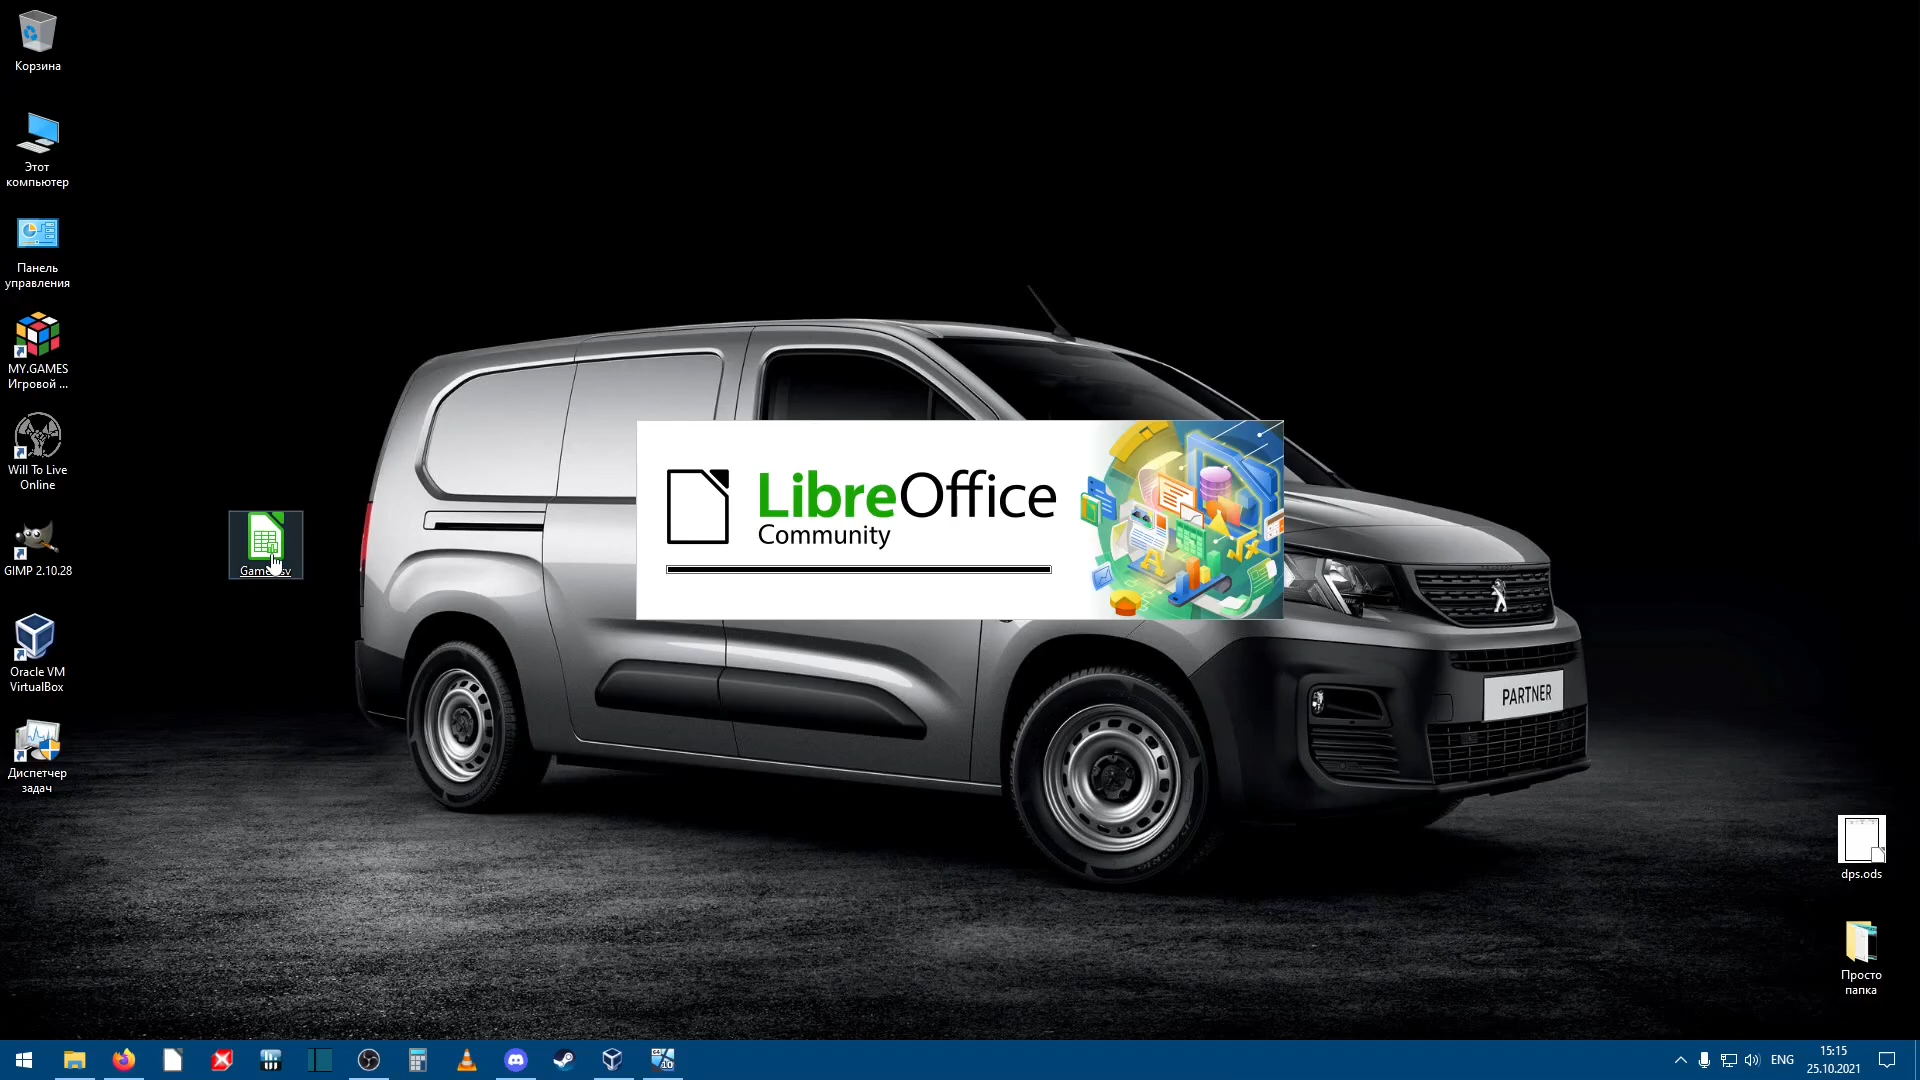 Корзина
Этот
компьютер
Панель
управления
MY.GAMES
Игровой ...
Will To Live
Online
GIMP 2.10.28
Oracle VM
VirtualBox
Диспетчер
задач
LibreOffice
Community
PARTNER
dps.ods
Просто
папка
ENG
15:15
25.10.2021